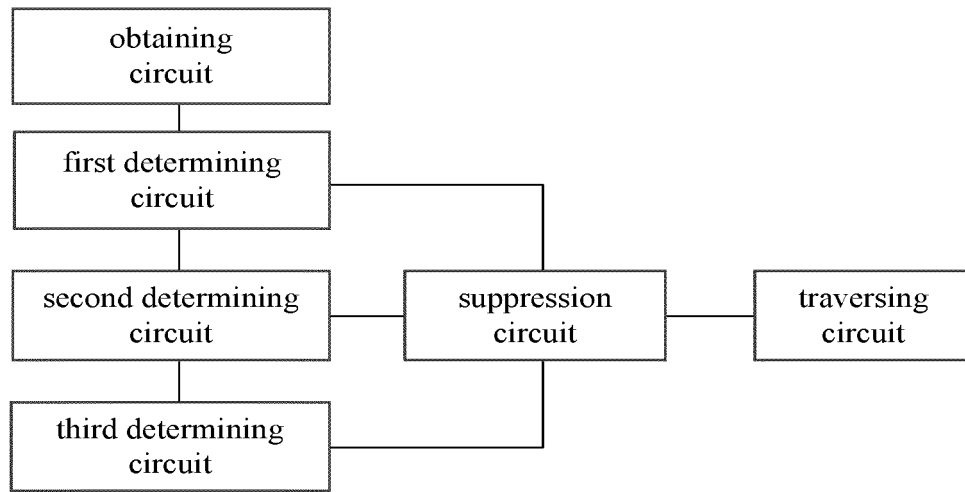 obtaining
circuit
first determining
circuit
second determining
circuit
suppression
circuit
traversing
circuit
third determining
circuit